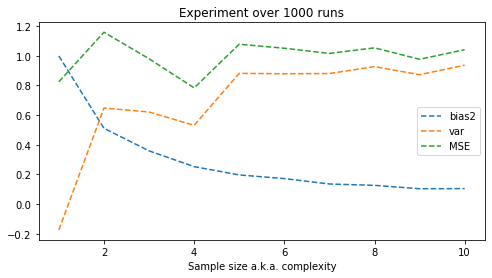 Experiment over 1000 runs
1.2
1.0
0.8
0.6
0.4
0.2
0.0
−0.2
bias2
var
MSE
2 4 6 8 10
Sample size a.k.a. complexity